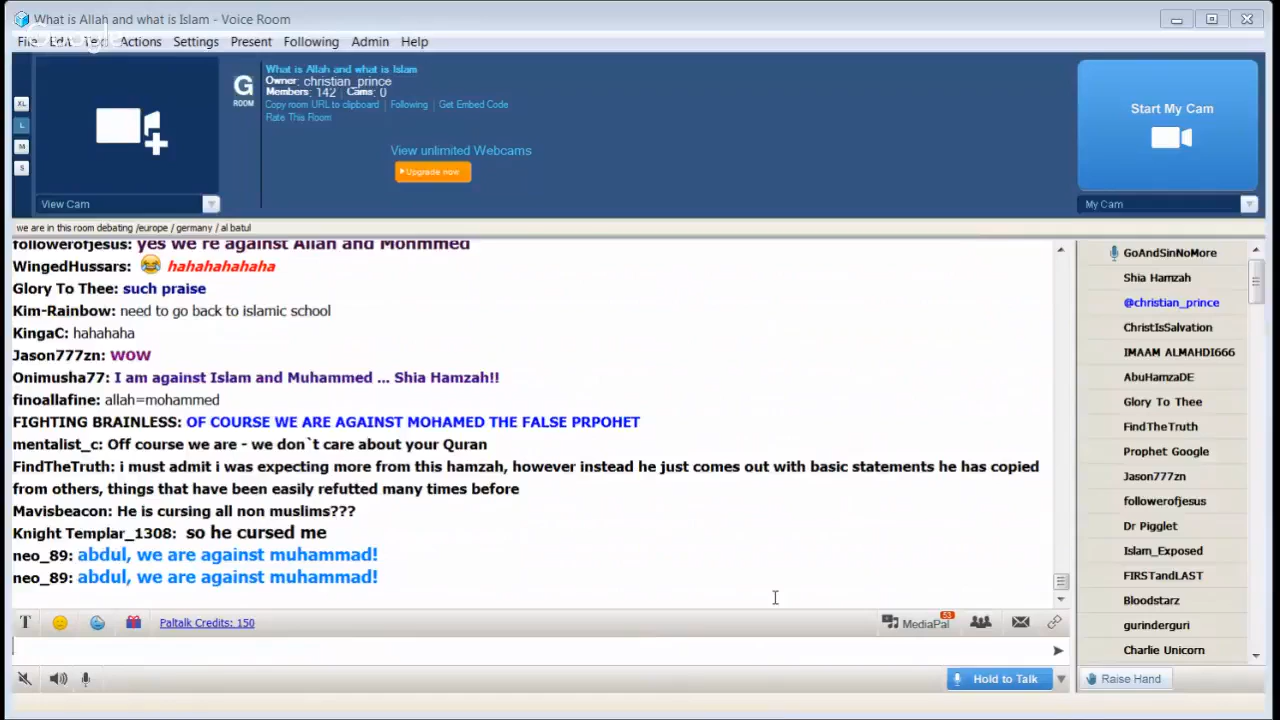 What is Allah and what is Islam - Voice Room
Google
File Edit Text Actions Settings Present Following Admin Help
What is Allah and what is Islam
Owner: christian_prince
Members: 142 Cams: 0
Copy room URL to clipboard | Following | Get Embed Code
Rate This Room
G
ROOM
XL
L
M
S
View unlimited Webcams
Upgrade now
Start My Cam
View Cam
My Cam
we are in this room debating /europe / germany / al batul
followerofjesus: yes we re against Allah and Mohmmed
WingedHussars: hahahahahaha
Glory To Thee: such praise
Kim-Rainbow: need to go back to islamic school
KingaC: hahahaha
Jason777zn: WOW
Onimusha77: I am against Islam and Muhammed ... Shia Hamzah!!
finoallafine: allah=mohammed
FIGHTING BRAINLESS: OF COURSE WE ARE AGAINST MOHAMED THE FALSE PRPOHET
mentalist_c: Off course we are - we don`t care about your Quran
FindTheTruth: i must admit i was expecting more from this hamzah, however instead he just comes out with basic statements he has copied
from others, things that have been easily refutted many times before
Mavisbeacon: He is cursing all non muslims???
Knight Templar_1308: so he cursed me
neo_89: abdul, we are against muhammad!
neo_89: abdul, we are against muhammad!
GoAndSinNoMore
Shia Hamzah
@christian_prince
ChristIsSalvation
IMAAM ALMAHDI666
AbuHamzaDE
Glory To Thee
FindTheTruth
Prophet Google
Jason777zn
followerofjesus
Dr Pigglet
Islam_Exposed
FIRSTandLAST
Bloodstarz
gurinderguri
Charlie Unicorn
T
Paltalk Credits: 150
MediaPal
53
Hold to Talk
Raise Hand